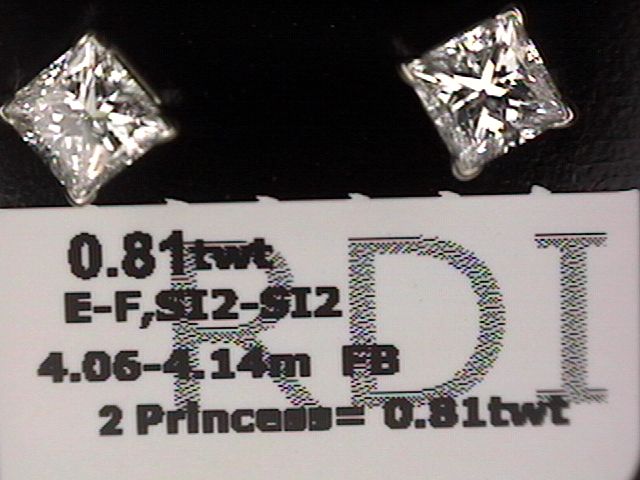 RDI
0.81twt
E-F,SI2-SI2
4.06-4.14m FB
2 Princess= 0.81twt